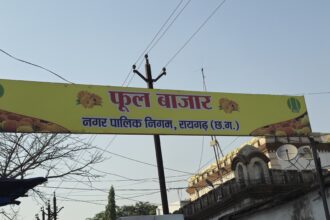 फूल बाजार
नगर पालिक निगम, रायगढ़ (छ.ग.)